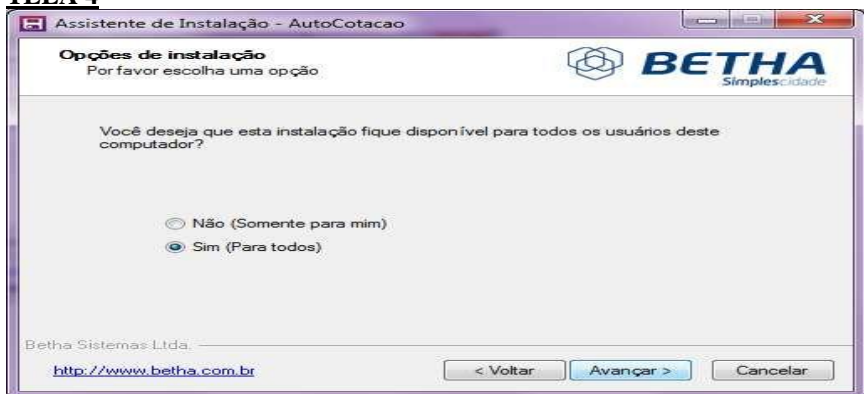 TELA 4
Assistente de Instalação - AutoCotacao
Opções de instalação
Por favor escolha uma opção
BETHA
Simplescidade
Você deseja que esta instalação fique disponível para todos os usuários deste
computador?
Não (Somente para mim)
Sim (Para todos)
Betha Sistemas Ltda.
http://www.betha.com.br
< Voltar
Avançar >
Cancelar